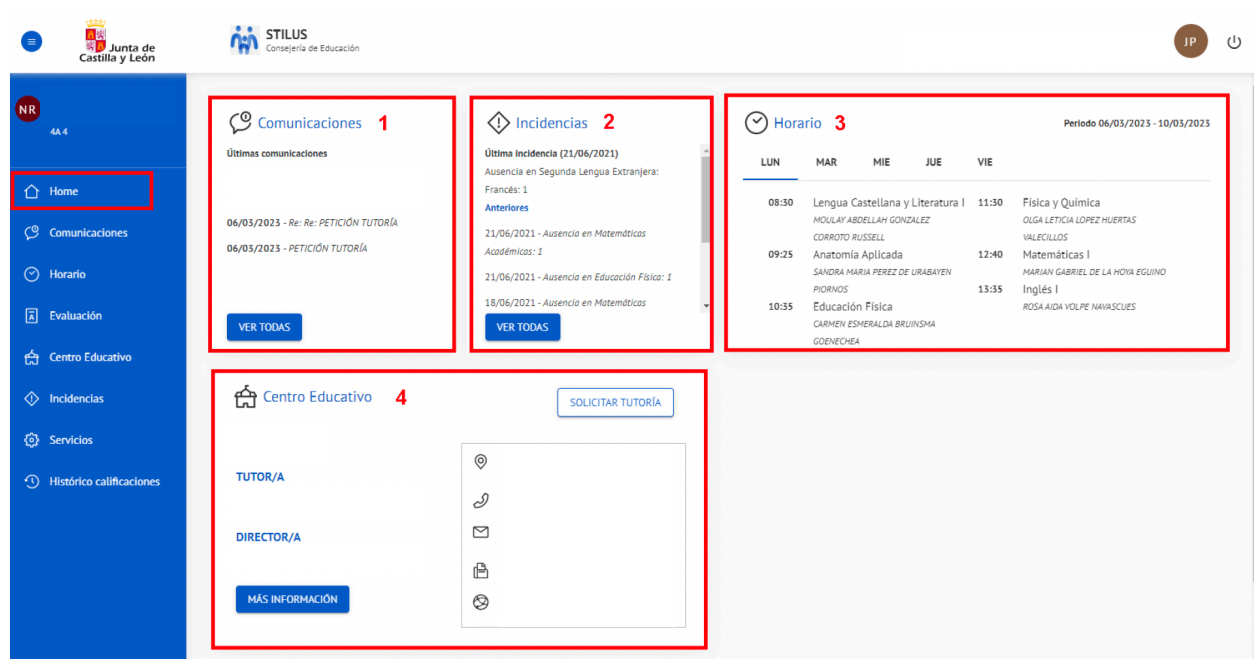 Junta de
Castilla y León
STILUS
Consejería de Educación
JP
NR
4A 4
Home
Comunicaciones
Horario
Evaluación
Centro Educativo
Incidencias
Servicios
Histórico calificaciones
Comunicaciones 1
Últimas comunicaciones
06/03/2023 - Re: Re: PETICIÓN TUTORÍA
06/03/2023 - PETICIÓN TUTORÍA
VER TODAS
Incidencias 2
Última incidencia (21/06/2021)
Ausencia en Segunda Lengua Extranjera:
Francés: 1
Anteriores
21/06/2021 - Ausencia en Matemáticas
Académicas: 1
21/06/2021 - Ausencia en Educación Física: 1
18/06/2021 - Ausencia en Matemáticas
VER TODAS
Horario 3
Periodo 06/03/2023 - 10/03/2023
LUN MAR MIE JUE VIE
08:30 Lengua Castellana y Literatura I
MOULAY ABDELLAH GONZALEZ
CORROTO RUSSELL
09:25 Anatomía Aplicada
SANDRA MARIA PEREZ DE URABAYEN
PIORNOS
10:35 Educación Física
CARMEN ESMERALDA BRUINSMA
GOENECHEA
11:30 Física y Química
OLGA LETICIA LOPEZ HUERTAS
VALECILLOS
12:40 Matemáticas I
MARIAN GABRIEL DE LA HOYA EGUINO
13:35 Inglés I
ROSA AIDA VOLPE NAVASCUES
Centro Educativo 4
SOLICITAR TUTORÍA
TUTOR/A
DIRECTOR/A
MÁS INFORMACIÓN